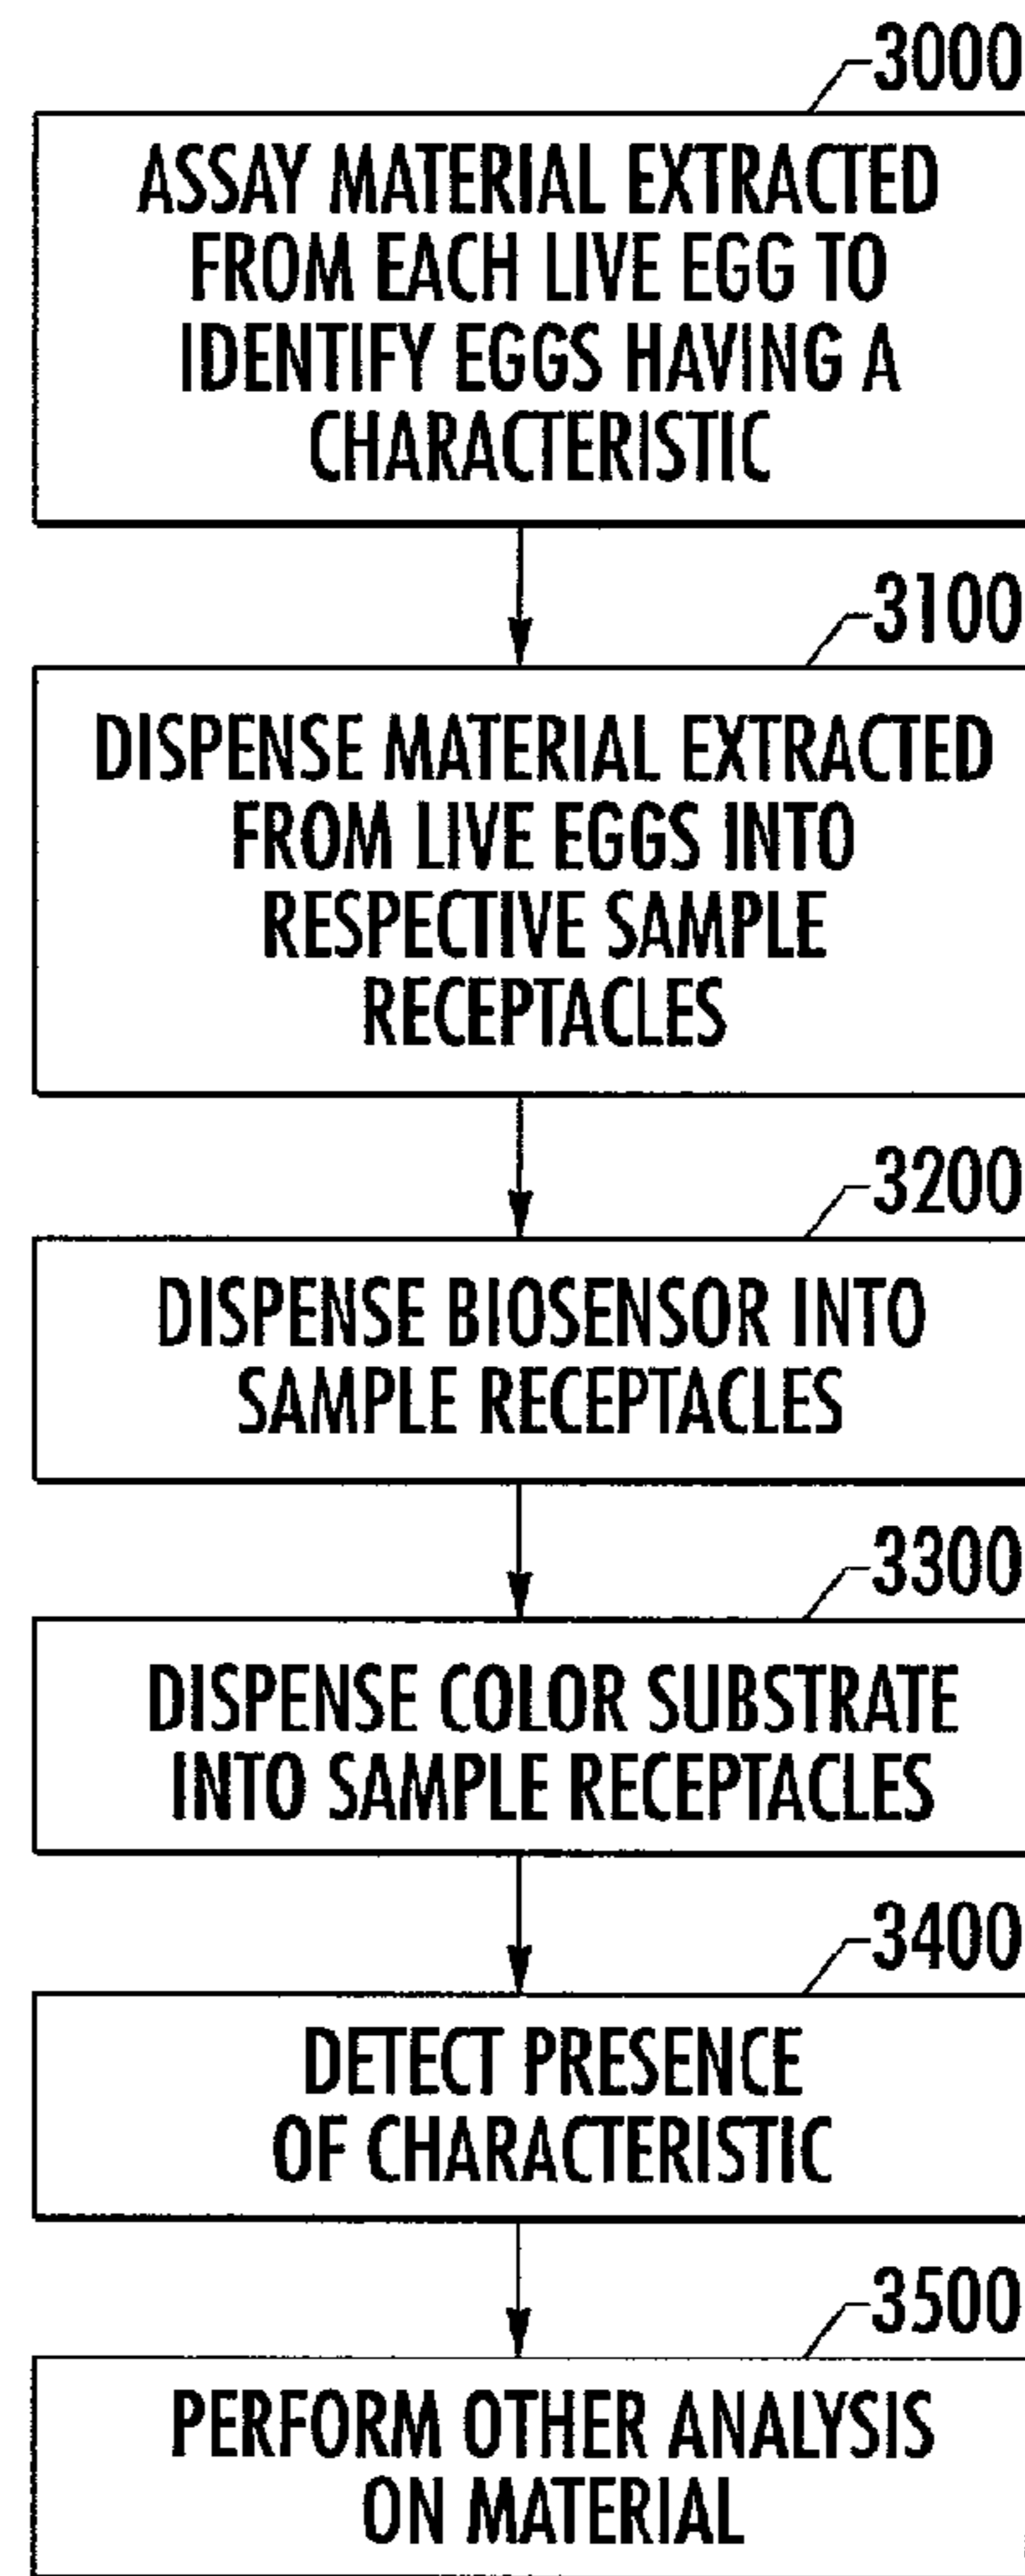 3000
ASSAY MATERIAL EXTRACTED
FROM EACH LIVE EGG TO
IDENTIFY EGGS HAVING A
CHARACTERISTIC
3100
DISPENSE MATERIAL EXTRACTED
FROM LIVE EGGS INTO
RESPECTIVE SAMPLE
RECEPTACLES
3200
DISPENSE BIOSENSOR INTO
SAMPLE RECEPTACLES
3300
DISPENSE COLOR SUBSTRATE
INTO SAMPLE RECEPTACLES
3400
DETECT PRESENCE
OF CHARACTERISTIC
3500
PERFORM OTHER ANALYSIS
ON MATERIAL